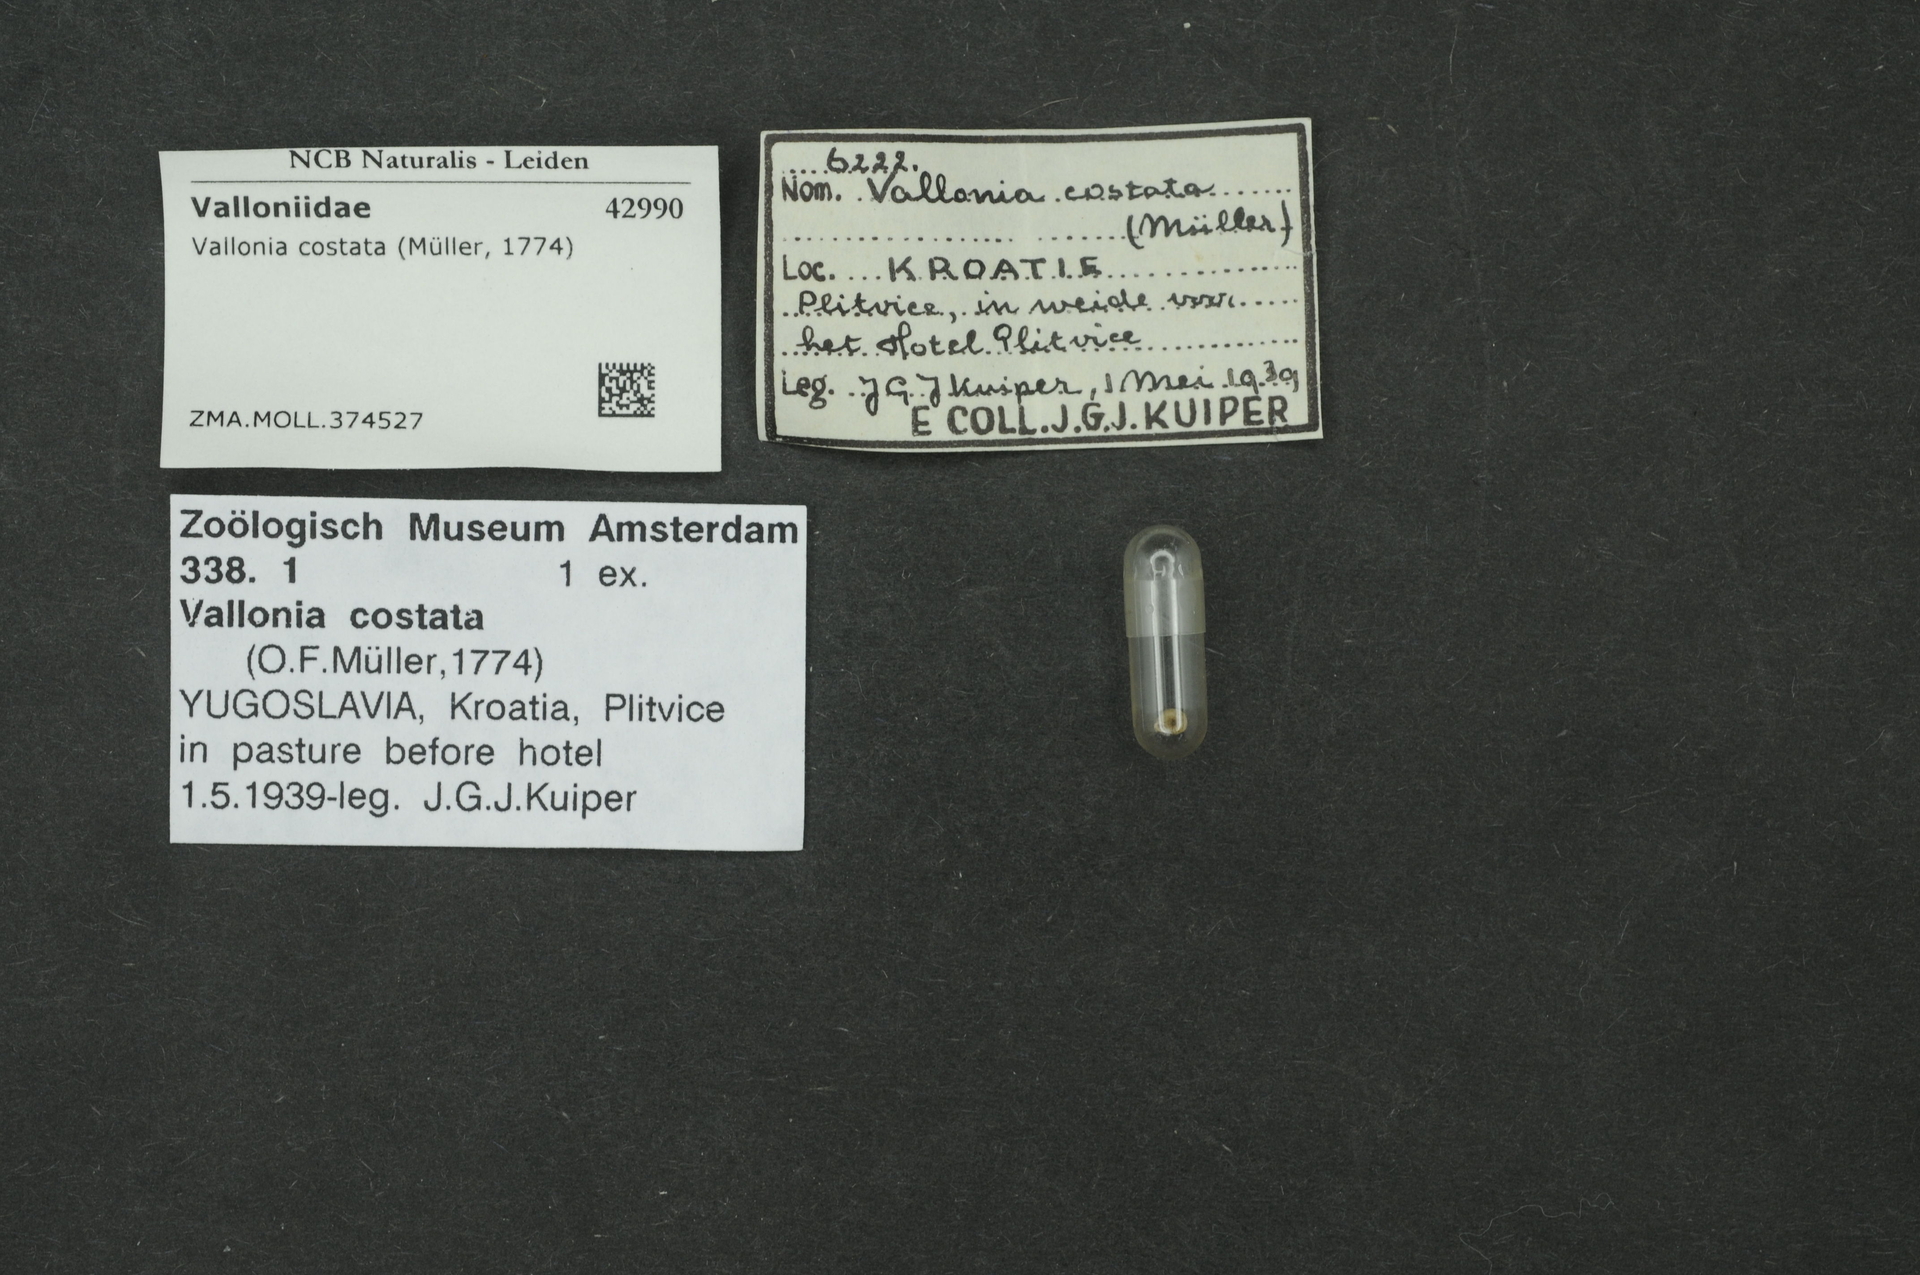 NCB Naturalis - Leiden
Valloniidae 42990
Vallonia costata (Müller, 1774)
ZMA.MOLL.374527
6222.
Nom. Vallonia costata
(Müller)
Loc. KROATIE
Plitvice, in weide
het Hotel Plitvice
Leg. J G J Kuiper, 1 Mei 1939
E COLL. J.G.J. KUIPER
Zoölogisch Museum Amsterdam
338. 1 1 ex.
Vallonia costata
(O.F.Müller,1774)
YUGOSLAVIA, Kroatia, Plitvice
in pasture before hotel
1.5.1939-leg. J.G.J.Kuiper